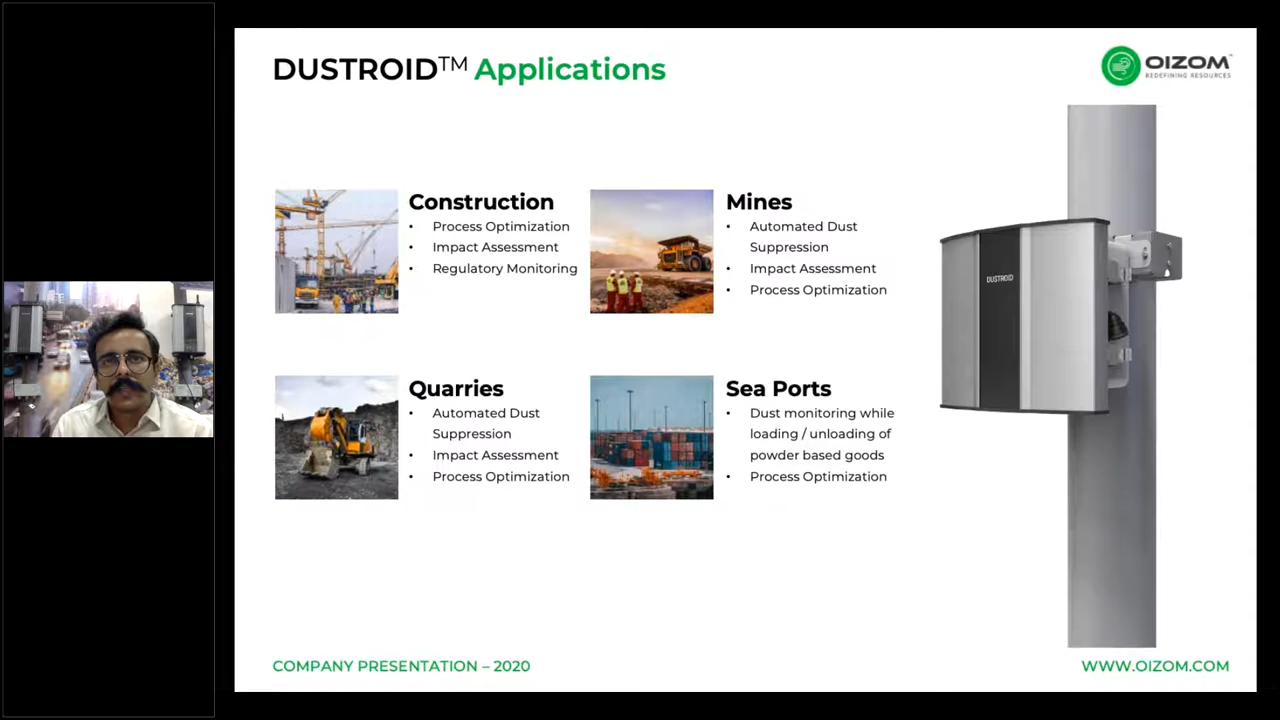 DUSTROID™ Applications
OIZOM™
REDEFINING RESOURCES
Construction
• Process Optimization
• Impact Assessment
• Regulatory Monitoring
Mines
• Automated Dust
Suppression
• Impact Assessment
• Process Optimization
DUSTROID
Quarries
• Automated Dust
Suppression
• Impact Assessment
• Process Optimization
Sea Ports
• Dust monitoring while
loading / unloading of
powder based goods
• Process Optimization
COMPANY PRESENTATION – 2020
WWW.OIZOM.COM